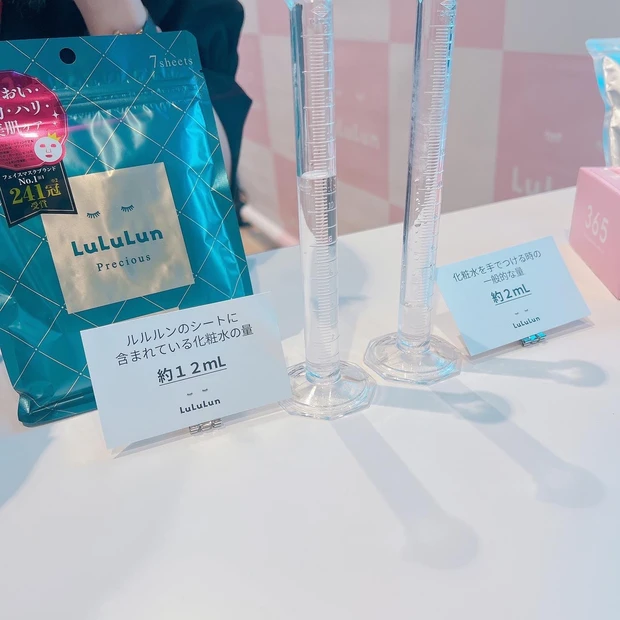 7sheets
おい
ハリ
美肌ケア
フェイスマスクブランド
No.1
241冠
受賞
LuLuLun
Precious
ルルルンのシートに
含まれている化粧水の量
約12mL
LuLuLun
化粧水を手でつける時の
一般的な量
約2mL
LuLuLun
365